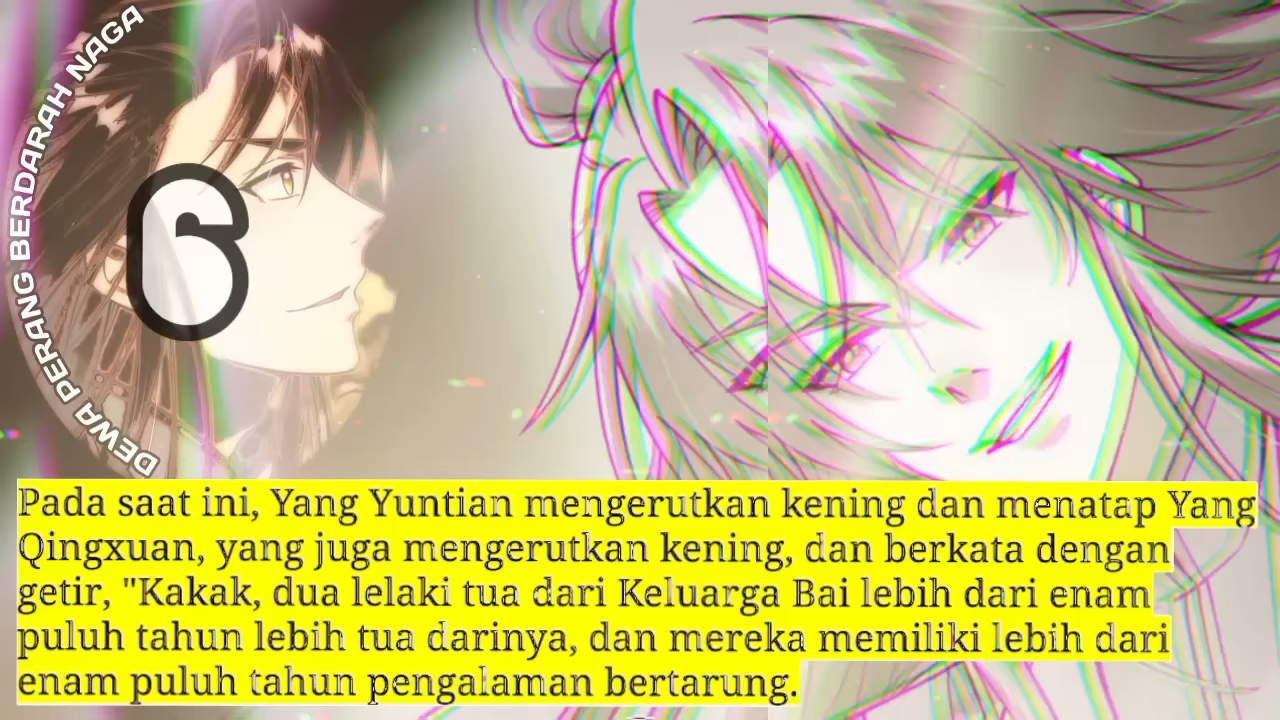 DEWA PERANG BERDARAH NAGA
6
Pada saat ini, Yang Yuntian mengerutkan kening dan menatap Yang
Qingxuan, yang juga mengerutkan kening, dan berkata dengan
getir, "Kakak, dua lelaki tua dari Keluarga Bai lebih dari enam
puluh tahun lebih tua darinya, dan mereka memiliki lebih dari
enam puluh tahun pengalaman bertarung.